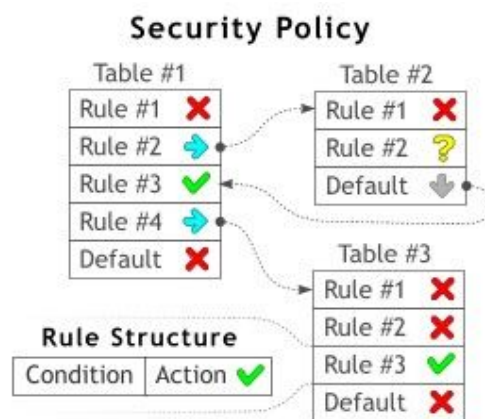 Security Policy
Table #1
Rule #1
Rule #2
Rule #3
Rule #4
Default
Table #2
Rule #1
Rule #2
Default
Table #3
Rule #1
Rule #2
Rule #3
Default
Rule Structure
Condition Action